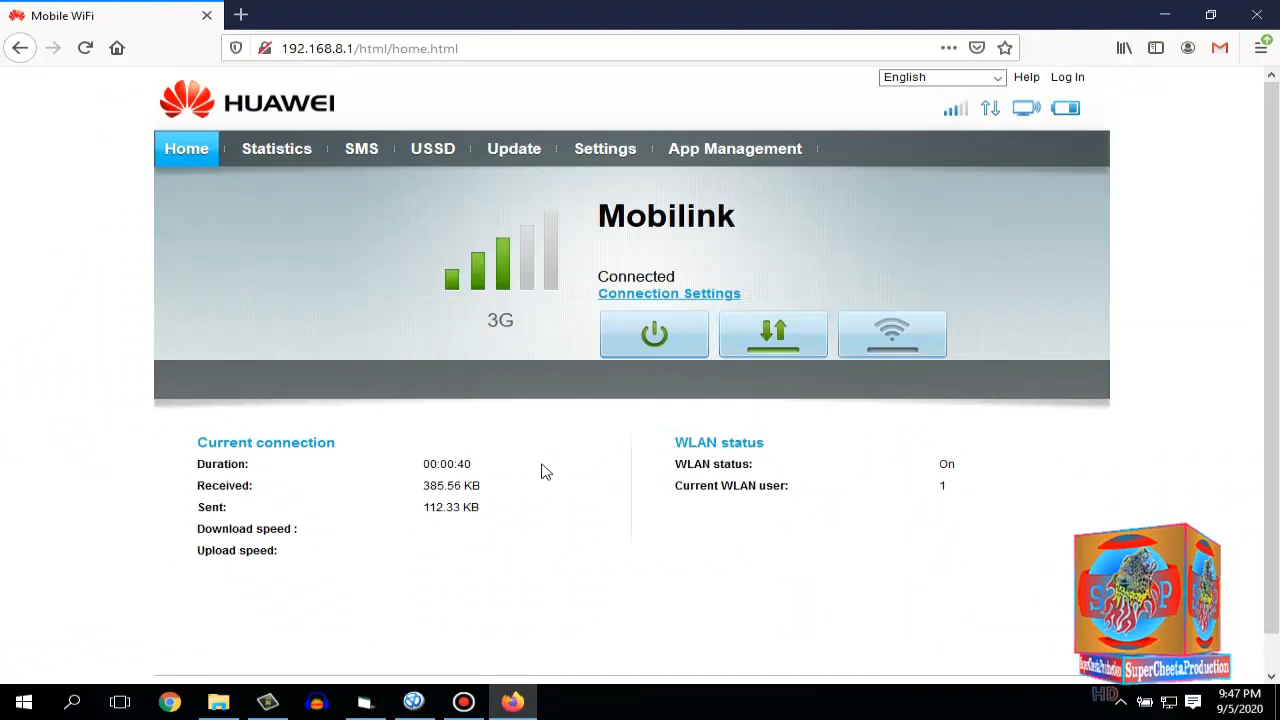 Mobile WiFi
192.168.8.1/html/home.html
English
Help
Log In
HUAWEI
Home
Statistics
SMS
USSD
Update
Settings
App Management
Mobilink
Connected
Connection Settings
3G
Current connection
Duration: 00:00:40
Received: 385.56 KB
Sent: 112.33 KB
Download speed :
Upload speed:
WLAN status
WLAN status: On
Current WLAN user: 1
S P
SuperCheetaProduction
SuperCheetaProduction
HD
9:47 PM
9/5/2020